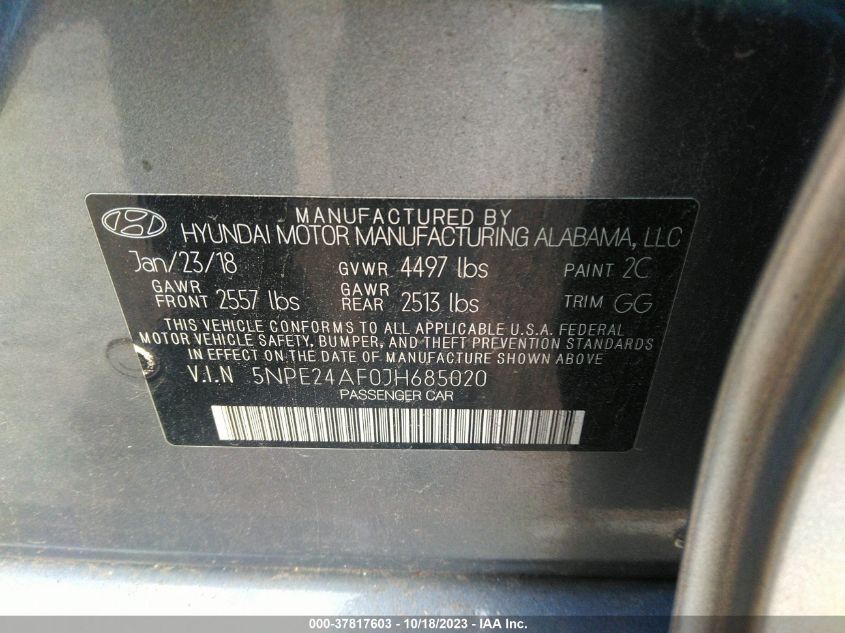 MANUFACTURED BY
HYUNDAI MOTOR MANUFACTURING ALABAMA, LLC
Jan/23/18 GVWR 4497 lbs PAINT 2C
GAWR FRONT 2557 lbs GAWR REAR 2513 lbs TRIM GG
THIS VEHICLE CONFORMS TO ALL APPLICABLE U.S.A. FEDERAL
MOTOR VEHICLE SAFETY, BUMPER, AND THEFT PREVENTION STANDARDS
IN EFFECT ON THE DATE OF MANUFACTURE SHOWN ABOVE
V.I.N 5NPE24AF0JH685020
PASSENGER CAR
000-37817603 - 10/18/2023 - IAA Inc.